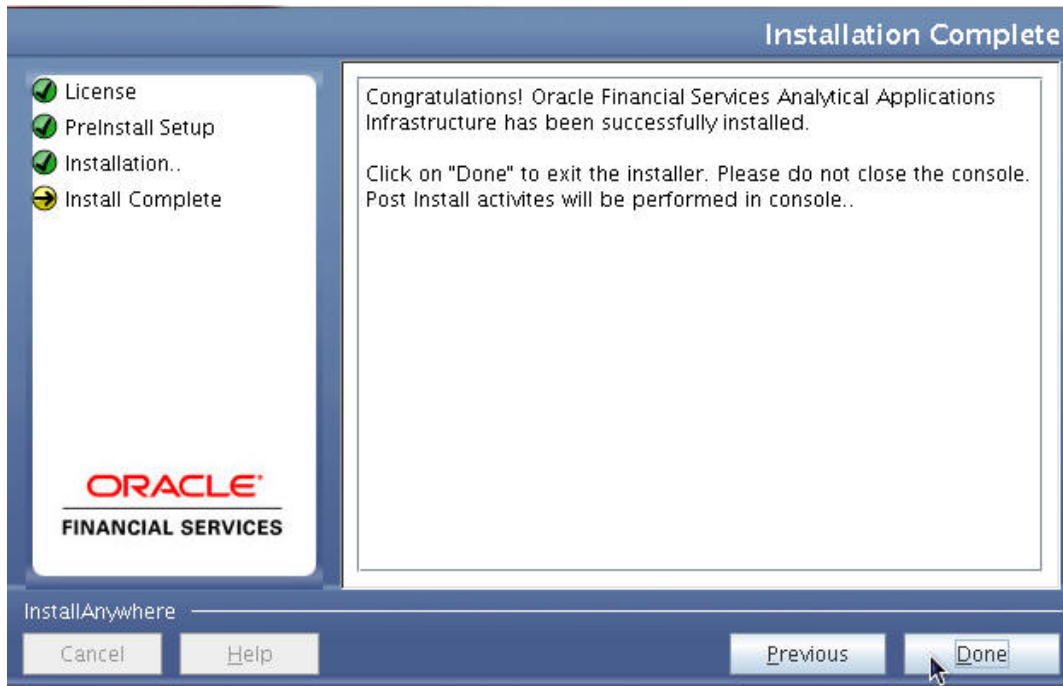 Installation Complete
License
PreInstall Setup
Installation..
Install Complete
Congratulations! Oracle Financial Services Analytical Applications
Infrastructure has been successfully installed.
Click on "Done" to exit the installer. Please do not close the console.
Post Install activites will be performed in console..
ORACLE
FINANCIAL SERVICES
InstallAnywhere
Cancel
Help
Previous
Done